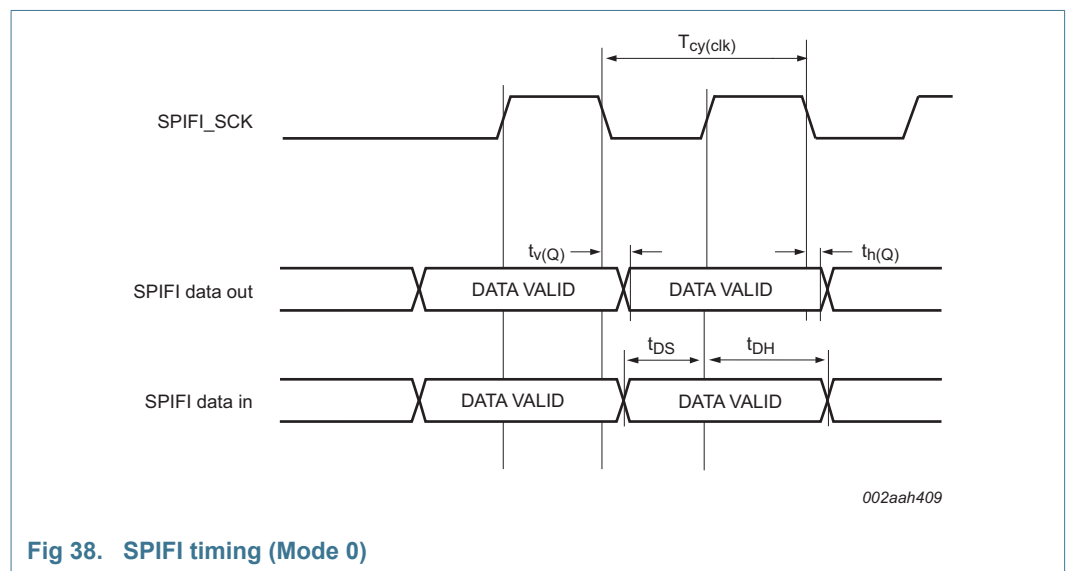 Tcy(clk)
SPIFI_SCK
tv(Q)
th(Q)
SPIFI data out
DATA VALID
DATA VALID
tDS
tDH
SPIFI data in
DATA VALID
DATA VALID
002aah409
Fig 38. SPIFI timing (Mode 0)